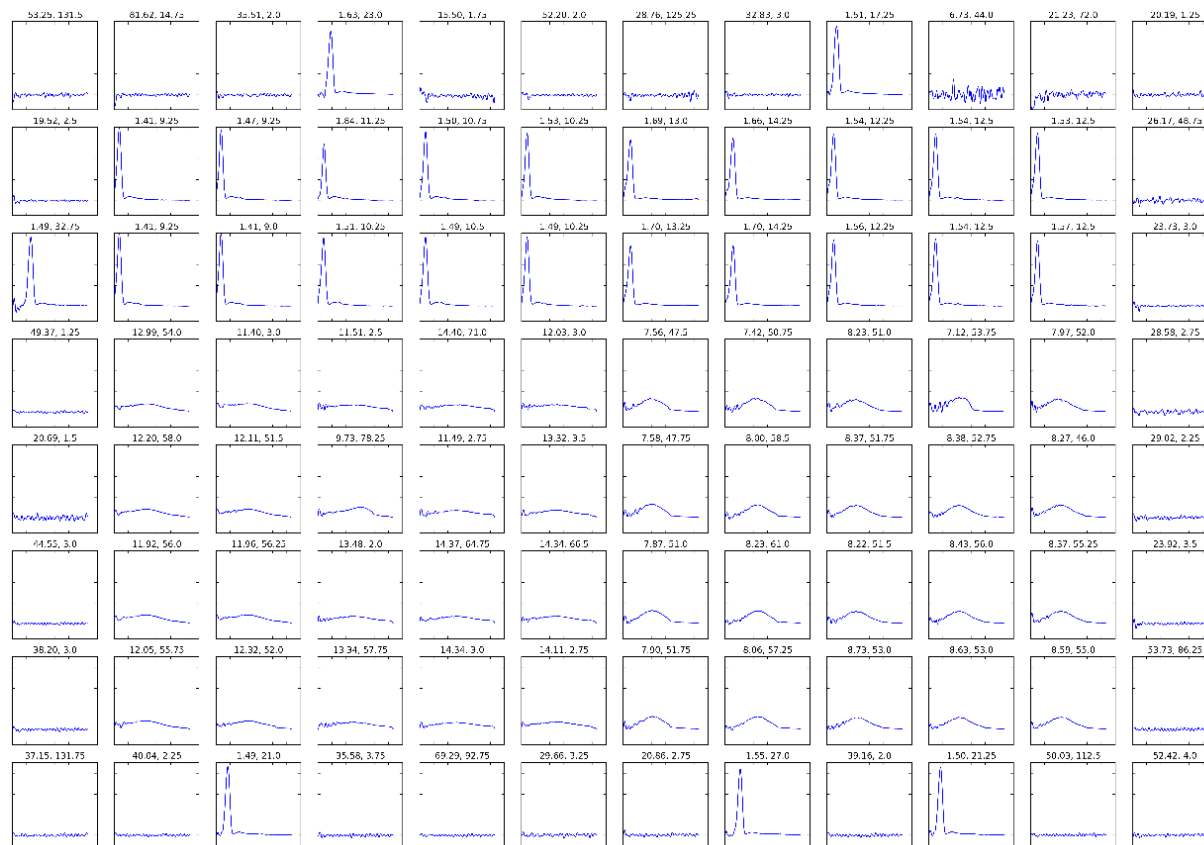 53.25, 131.5 81.62, 14.75 35.51, 2.0 1.63, 23.0 15.50, 1.75 52.20, 2.0 28.76, 125.25 32.83, 3.0 1.51, 17.25 6.73, 44.0 21.23, 72.0 20.19, 1.25
19.52, 2.5 1.41, 9.25 1.47, 9.25 1.84, 11.25 1.50, 10.75 1.53, 10.25 1.69, 13.0 1.66, 14.25 1.54, 12.25 1.54, 12.5 1.53, 12.5 26.17, 48.75
1.49, 32.75 1.41, 9.25 1.41, 9.0 1.51, 10.25 1.49, 10.5 1.49, 10.25 1.70, 13.25 1.70, 14.25 1.56, 12.25 1.54, 12.5 1.57, 12.5 23.73, 3.0
49.37, 1.25 12.99, 54.0 11.40, 3.0 11.51, 2.5 14.40, 71.0 12.03, 3.0 7.56, 47.5 7.42, 50.75 8.23, 51.0 7.12, 53.75 7.97, 52.0 28.58, 2.75
20.69, 1.5 12.20, 58.0 12.11, 51.5 9.73, 78.25 11.49, 2.75 13.32, 3.5 7.58, 47.75 8.00, 58.5 8.37, 51.75 8.38, 52.75 8.27, 46.0 29.02, 2.25
44.55, 3.0 11.92, 56.0 11.96, 56.25 13.48, 2.0 14.37, 64.75 14.34, 66.5 7.87, 51.0 8.23, 61.0 8.22, 51.5 8.43, 56.0 8.37, 55.25 23.92, 3.5
38.20, 3.0 12.05, 55.75 12.32, 52.0 13.34, 57.75 14.34, 3.0 14.11, 2.75 7.90, 51.75 8.06, 57.25 8.73, 53.0 8.63, 53.0 8.59, 55.0 53.73, 86.25
37.15, 131.75 40.04, 2.25 1.49, 21.0 35.58, 3.75 69.29, 92.75 29.66, 3.25 20.86, 2.75 1.55, 27.0 39.16, 2.0 1.50, 21.25 50.03, 112.5 52.42, 4.0